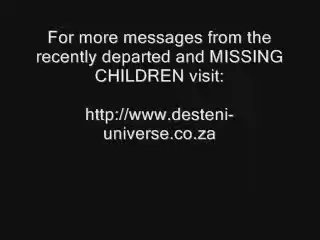 For more messages from the
recently departed and MISSING
CHILDREN visit:
http://www.desteni-
universe.co.za